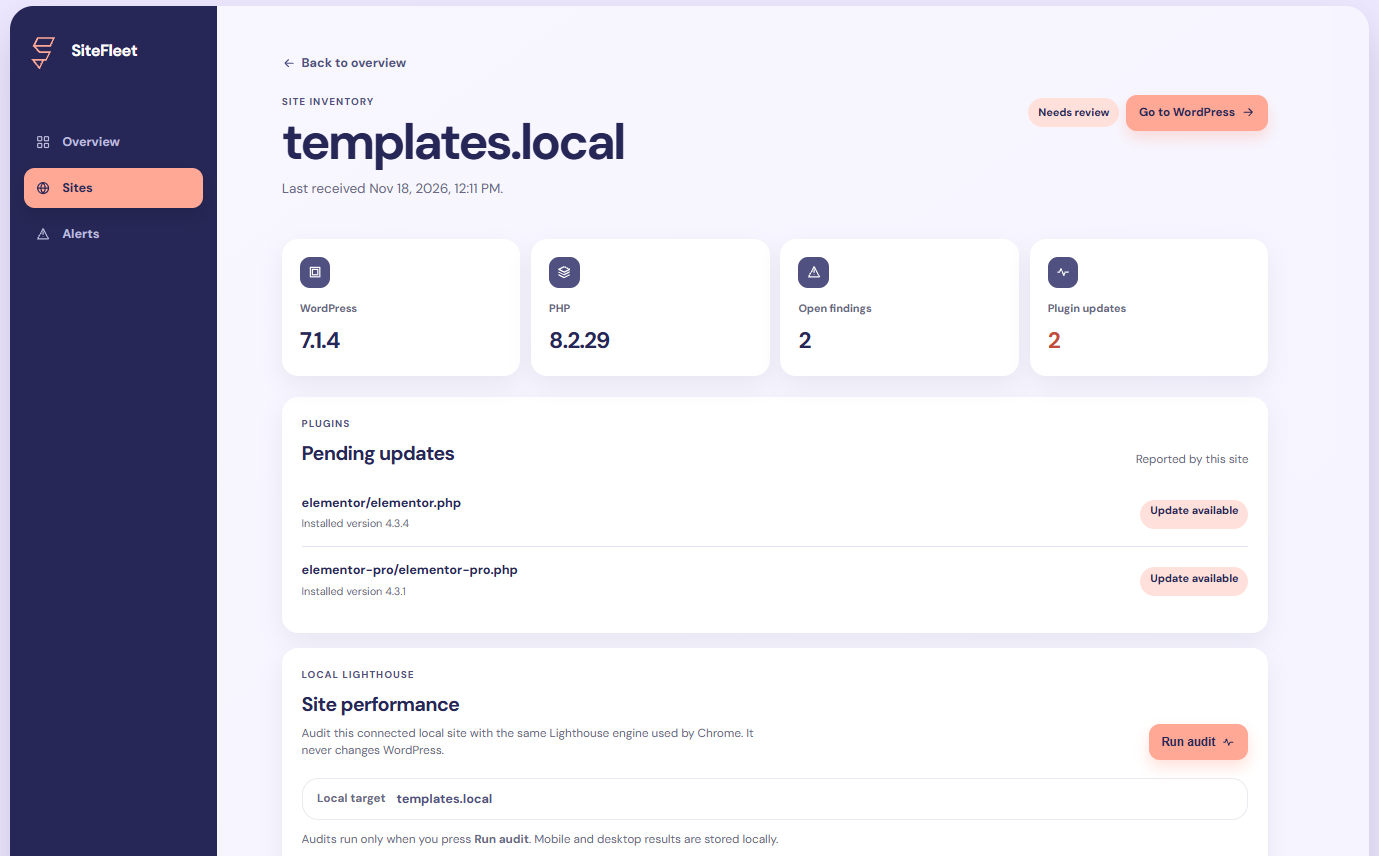 SiteFleet
Overview
Sites
Alerts
← Back to overview
SITE INVENTORY
templates.local
Last received Nov 18, 2026, 12:11 PM.
Needs review
Go to WordPress →
WordPress
7.1.4
PHP
8.2.29
Open findings
2
Plugin updates
2
PLUGINS
Pending updates
Reported by this site
elementor/elementor.php
Installed version 4.3.4
Update available
elementor-pro/elementor-pro.php
Installed version 4.3.1
Update available
LOCAL LIGHTHOUSE
Site performance
Audit this connected local site with the same Lighthouse engine used by Chrome. It
never changes WordPress.
Run audit
Local target templates.local
Audits run only when you press Run audit. Mobile and desktop results are stored locally.